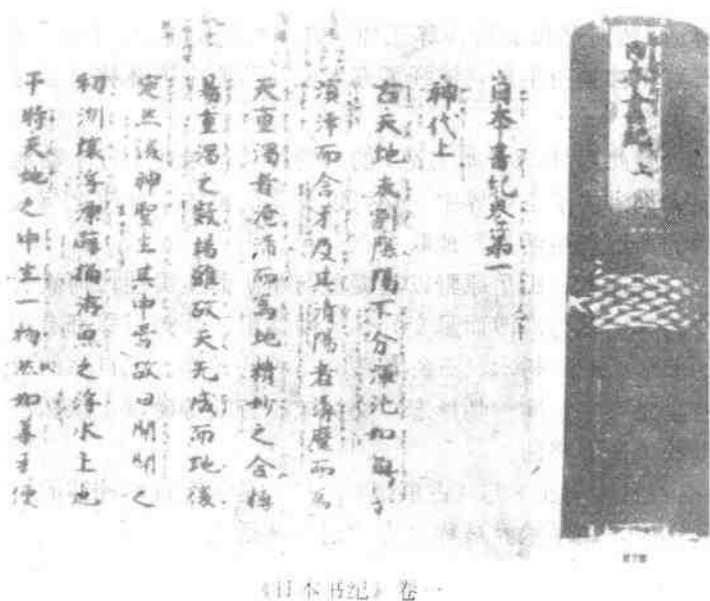 日本書紀 上
日本書紀卷第一
神代上
古天地未剖陰陽不分渾沌如鷄子
溟涬而含牙及其清陽者薄靡而爲
天重濁者淹滯而爲地精妙之合搏
易重濁之凝竭難故天先成而地後
定然後神聖生其中焉故曰開闢之
初洲壤浮漂譬猶游魚之浮水上也
于時天地之中生一物狀如葦牙便
《日本书纪》卷一